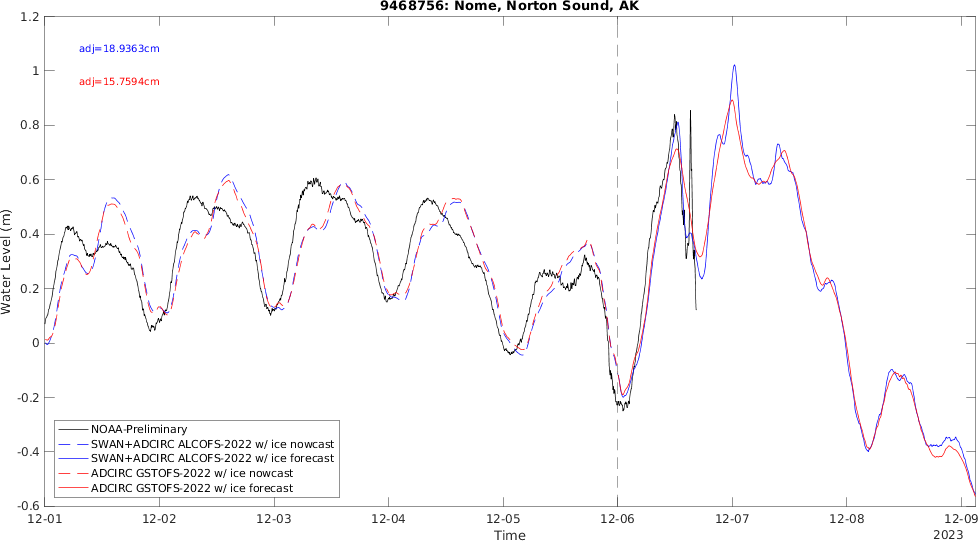 9468756: Nome, Norton Sound, AK
1.2
1
0.8
0.6
0.4
0.2
0
-0.2
-0.4
-0.6
Water Level (m)
adj=18.9363cm
adj=15.7594cm
NOAA-Preliminary
SWAN+ADCIRC ALCOFS-2022 w/ ice nowcast
SWAN+ADCIRC ALCOFS-2022 w/ ice forecast
ADCIRC GSTOFS-2022 w/ ice nowcast
ADCIRC GSTOFS-2022 w/ ice forecast
12-01 12-02 12-03 12-04 12-05 12-06 12-07 12-08 12-09
Time
2023